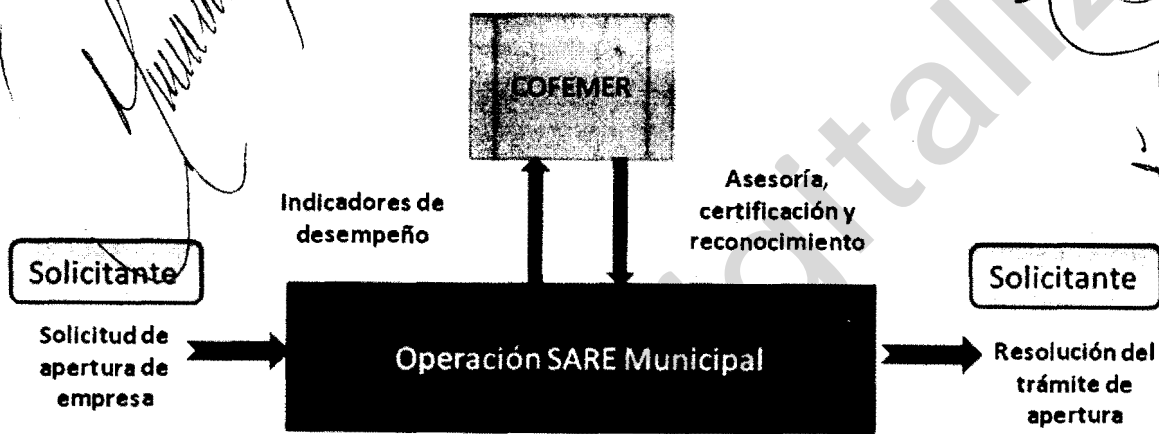 COFEMER
Indicadores de
desempeño
Asesoría,
certificación y
reconocimiento
Solicitante
Solicitud de
apertura de
empresa
Operación SARE Municipal
Solicitante
Resolución del
trámite de
apertura